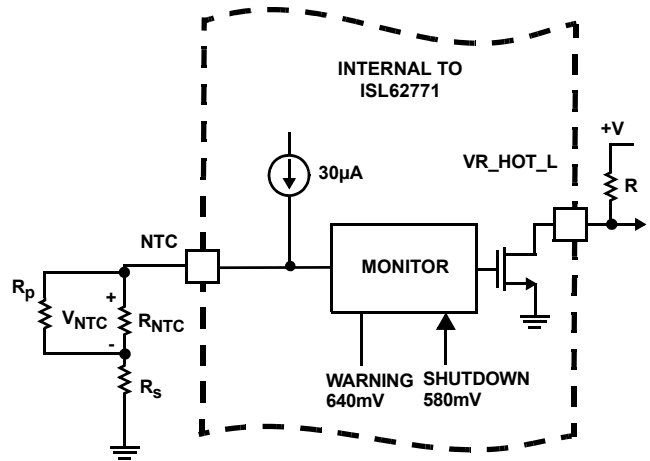 INTERNAL TO
ISL62771
+V
VR_HOT_L
R
30µA
NTC
MONITOR
Rp
+
VNTC
RNTC
-
Rs
WARNING
640mV
SHUTDOWN
580mV